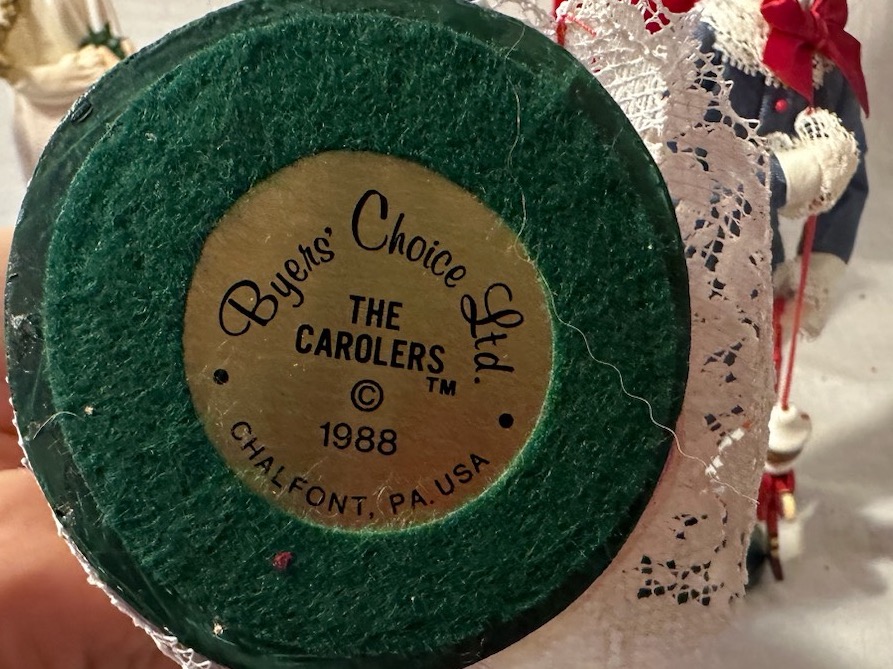 Byers' Choice Ltd.
THE
CAROLERS
TM
©
1988
CHALFONT, PA. USA